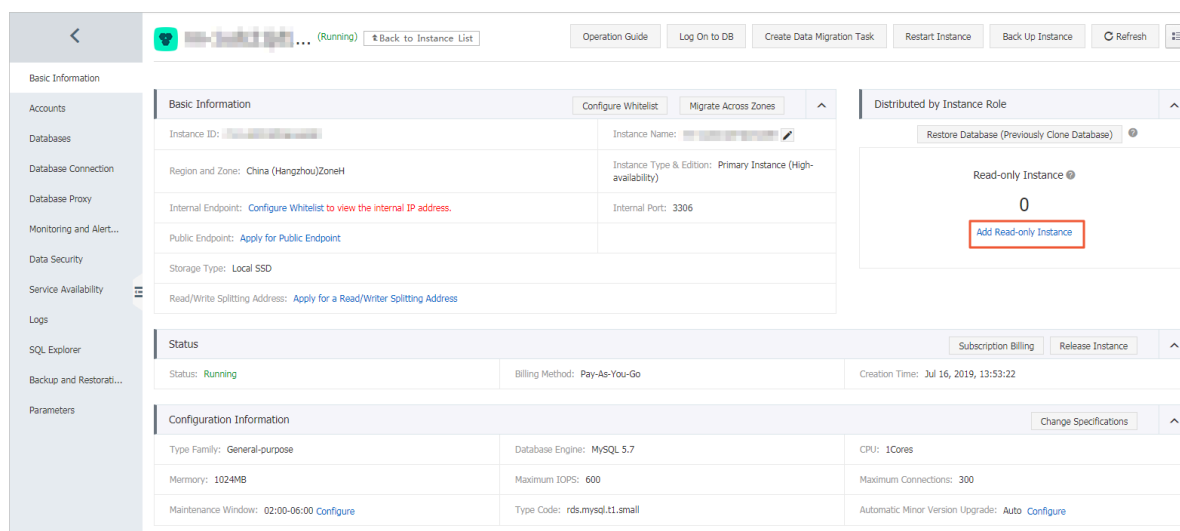 ... (Running) Back to Instance List
Operation Guide
Log On to DB
Create Data Migration Task
Restart Instance
Back Up Instance
Refresh
Basic Information
Accounts
Databases
Database Connection
Database Proxy
Monitoring and Alert...
Data Security
Service Availability
Logs
SQL Explorer
Backup and Restorati...
Parameters
Basic Information
Configure Whitelist
Migrate Across Zones
Instance ID:
Instance Name:
Region and Zone: China (Hangzhou)ZoneH
Instance Type & Edition: Primary Instance (High-
availability)
Internal Endpoint: Configure Whitelist to view the internal IP address.
Internal Port: 3306
Public Endpoint: Apply for Public Endpoint
Storage Type: Local SSD
Read/Write Splitting Address: Apply for a Read/Writer Splitting Address
Distributed by Instance Role
Restore Database (Previously Clone Database)
Read-only Instance
0
Add Read-only Instance
Status
Subscription Billing
Release Instance
Status: Running
Billing Method: Pay-As-You-Go
Creation Time: Jul 16, 2019, 13:53:22
Configuration Information
Change Specifications
Type Family: General-purpose
Database Engine: MySQL 5.7
CPU: 1Cores
Mermory: 1024MB
Maximum IOPS: 600
Maximum Connections: 300
Maintenance Window: 02:00-06:00 Configure
Type Code: rds.mysql.t1.small
Automatic Minor Version Upgrade: Auto Configure